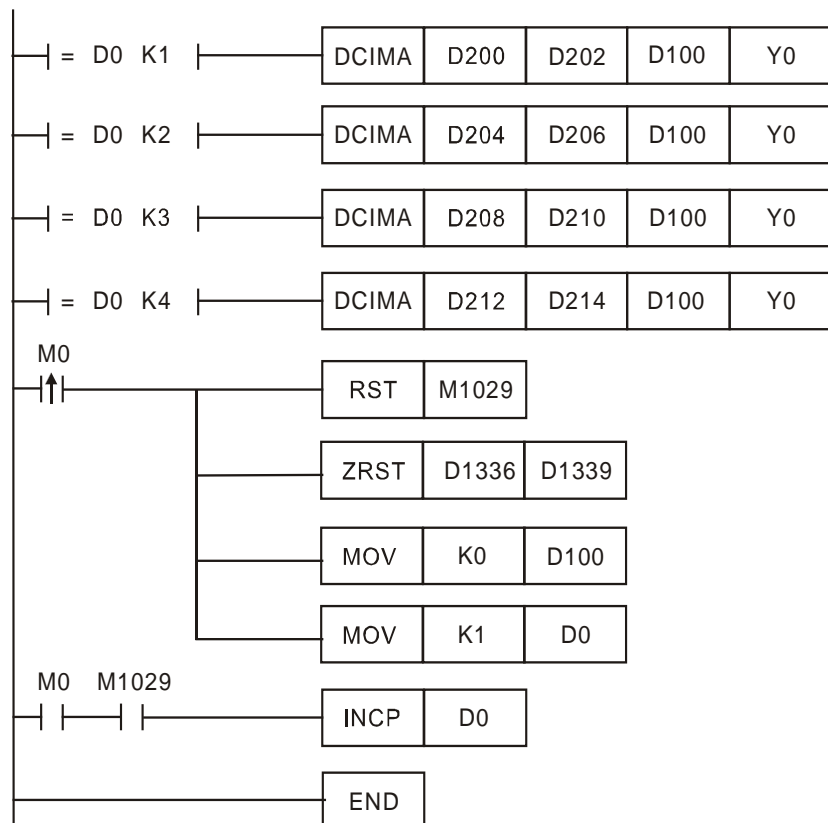 = D0 K1 DCIMA D200 D202 D100 Y0
= D0 K2 DCIMA D204 D206 D100 Y0
= D0 K3 DCIMA D208 D210 D100 Y0
= D0 K4 DCIMA D212 D214 D100 Y0
M0
RST M1029
ZRST D1336 D1339
MOV K0 D100
MOV K1 D0
M0 M1029
INCP D0
END